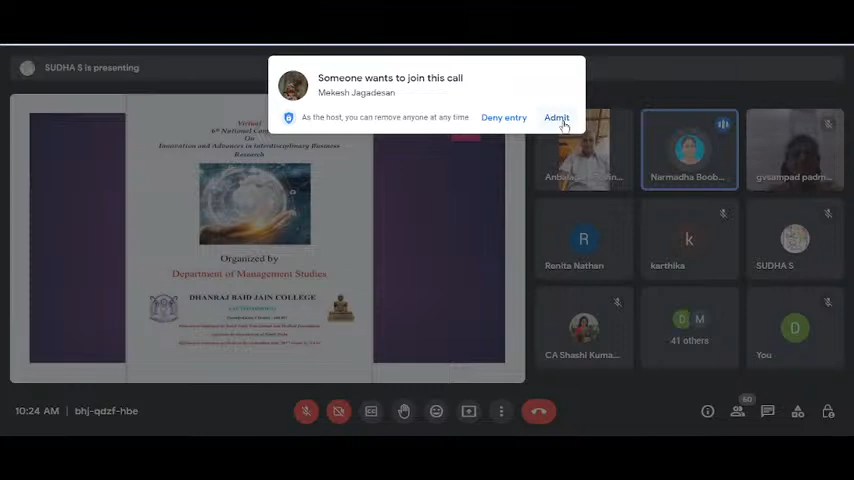 SUDHA S is presenting
Someone wants to join this call
Mekesh Jagadesan
As the host, you can remove anyone at any time
Deny entry
Admit
Virtual
6th National
On
Innovation and Advances in Interdisciplinary Business
Research
Organized by
Department of Management Studies
DHANRAJ BAID JAIN COLLEGE
Narmadha Boob...
gvsampad padm...
Renita Nathan
R
karthika
k
SUDHA S
CA Shashi Kuma...
D M
41 others
D
You
10:24 AM | bhj-qdzf-hbe
60